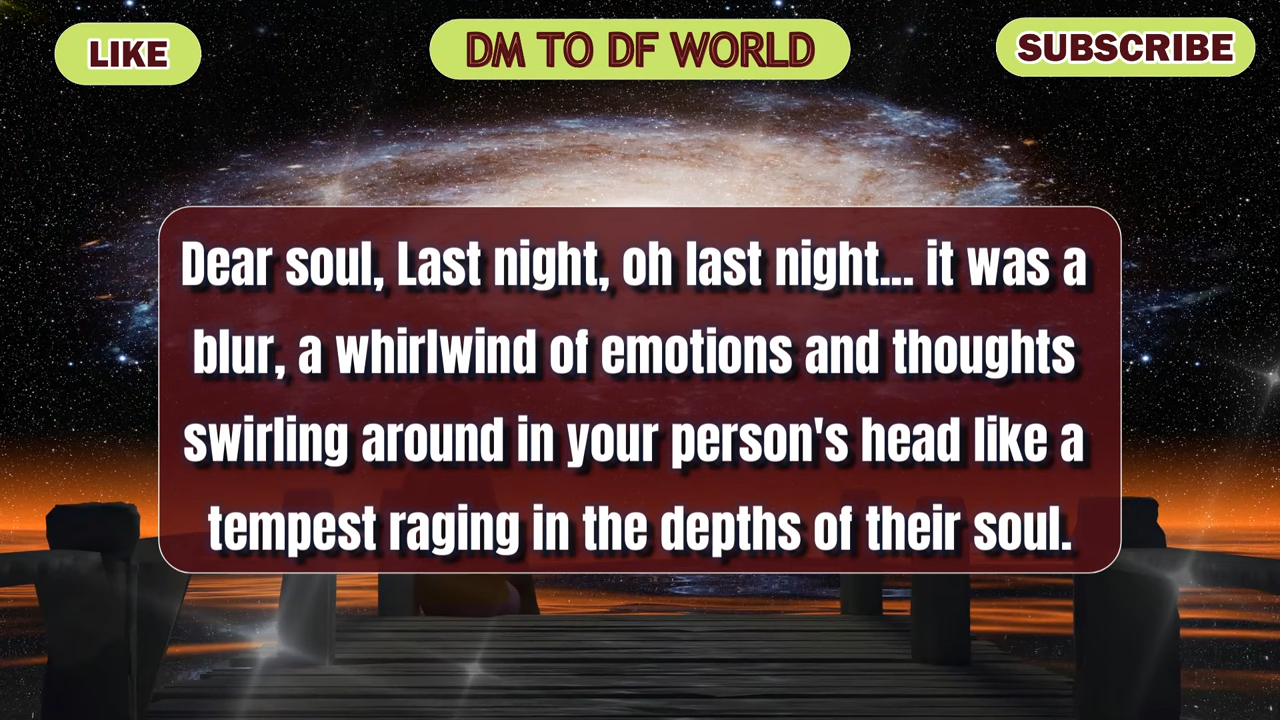 LIKE
DM TO DF WORLD
SUBSCRIBE
Dear soul, Last night, oh last night... it was a
blur, a whirlwind of emotions and thoughts
swirling around in your person's head like a
tempest raging in the depths of their soul.